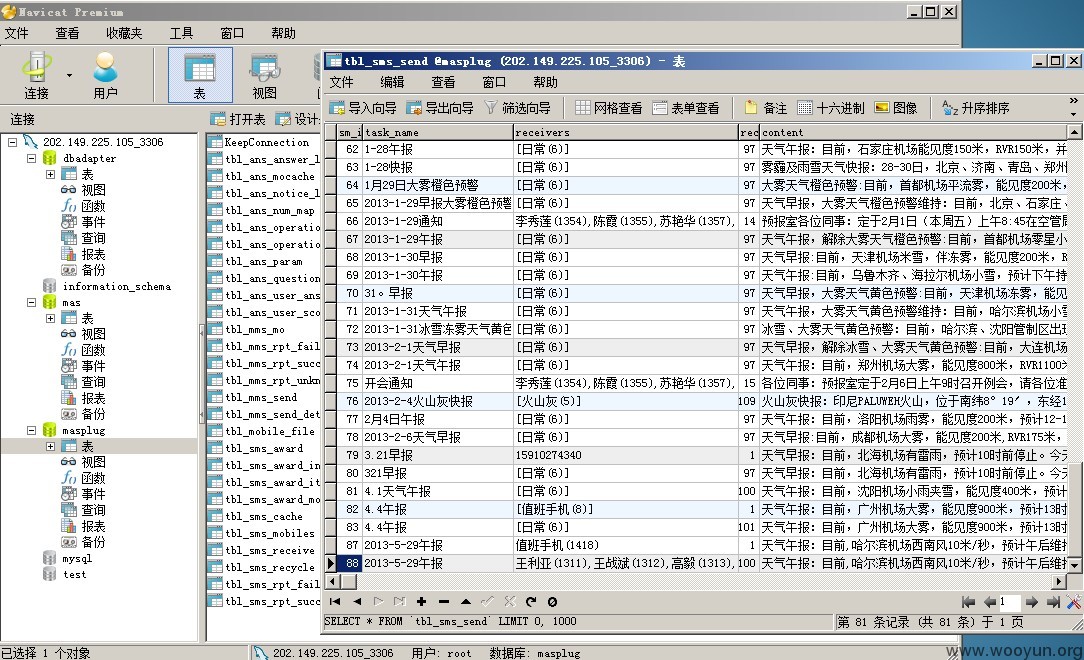 Navicat Premium
文件 查看 收藏夹 工具 窗口 帮助
连接 用户 表 视图
连接
打开表 设计
202.149.225.105_3306
dbadapter
表
视图
函数
事件
查询
报表
备份
information_schema
mas
表
视图
函数
事件
查询
报表
备份
masplug
表
视图
函数
事件
查询
报表
备份
mysql
test
KeepConnection
tbl_ans_answer_l
tbl_ans_mocache
tbl_ans_notice_l
tbl_ans_num_map
tbl_ans_operatio
tbl_ans_operatio
tbl_ans_param
tbl_ans_question
tbl_ans_user_ans
tbl_ans_user_sco
tbl_mms_mo
tbl_mms_rpt_fail
tbl_mms_rpt_succ
tbl_mms_rpt_unkn
tbl_mms_send
tbl_mms_send_det
tbl_mobile_file
tbl_sms_award
tbl_sms_award_in
tbl_sms_award_it
tbl_sms_award_mo
tbl_sms_cache
tbl_sms_mobiles
tbl_sms_receive
tbl_sms_recycle
tbl_sms_rpt_fail
tbl_sms_rpt_succ
tbl_sms_send @masplug (202.149.225.105_3306) - 表
文件 编辑 查看 窗口 帮助
导入向导 导出向导 筛选向导 网格查看 表单查看 备注 十六进制 图像 升序排序
sm_i task_name receivers rec content
62 1-28午报 [日常(6)] 97 天气午报：目前，石家庄机场能见度150米，RVR150米，并
63 1-28快报 [日常(6)] 97 雾霾及雨雪天气快报：28-30日，北京、济南、青岛、郑州
64 1月29日大雾橙色预警 [日常(6)] 97 大雾天气橙色预警:目前，首都机场平流雾，能见度200米，
65 2013-1-29早报大雾橙色预警 [日常(6)] 97 早报，大雾天气橙色预警维持：目前，北京、石家庄、
66 2013-1-29通知 李秀莲(1354),陈霞(1355),苏艳华(1357), 14 预报室各位同事：定于2月1日（本周五）上午8:45在空管
67 2013-1-29午报 [日常(6)] 97 天气午报，解除大雾天气橙色预警:目前，首都机场零星小
68 2013-1-30早报 [日常(6)] 97 天气早报:目前，天津机场米雪，伴冻雾，能见度200米，R
69 2013-1-30午报 [日常(6)] 97 天气午报：目前，乌鲁木齐、海拉尔机场小雪，预计下午持
70 31。早报 [日常(6)] 97 天气早报，大雾天气黄色预警:目前，天津机场冻雾，能见
71 2013-1-31天气午报 [日常(6)] 97 天气午报，大雾天气黄色预警维持：目前，哈尔滨机场小雪
72 2013-1-31冰雪冻雾天气黄色 [日常(6)] 97 冰雪、大雾天气黄色预警：目前，哈尔滨、沈阳管制区出现
73 2013-2-1天气早报 [日常(6)] 97 天气早报，解除冰雪、大雾天气黄色预警:目前，大连机场
74 2013-2-1天气午报 [日常(6)] 97 天气午报：目前，郑州机场大雾，能见度800米，RVR1100
75 开会通知 李秀莲(1354),陈霞(1355),苏艳华(1357), 15 各位同事：预报室定于2月6日上午9时召开例会，请各位准
76 2013-2-4火山灰快报 [火山灰(5)] 109 火山灰快报：印尼PALUWEH火山，位于南纬8° 19′，东经1
77 2月4日午报 [日常(6)] 97 天气午报：目前，洛阳机场雨雾，能见度200米，预计12-1
78 2013-2-6天气早报 [日常(6)] 97 天气早报:目前，成都机场大雾，能见度200米,RVR175米，
79 3.21早报 15910274340 1 天气早报：目前，北海机场有雷雨，预计10时前停止。今天
80 321早报 [日常(6)] 97 天气早报：目前，北海机场有雷雨，预计10时前停止。今天
81 4.1天气午报 [日常(6)] 100 天气午报：目前，沈阳机场小雨夹雪，能见度400米，预计
82 4.4午报 [值班手机(8)] 1 天气午报：目前，广州机场大雾，能见度900米，预计13时
83 4.4午报 [日常(6)] 101 天气午报：目前，广州机场大雾，能见度900米，预计13时
87 2013-5-29午报 值班手机(1418) 1 天气午报：目前,哈尔滨机场西南风10米/秒，预计午后维持
88 2013-5-29午报 王利亚(1311),王战斌(1312),高毅(1313), 100 天气午报：目前,哈尔滨机场西南风10米/秒，预计午后维
1
SELECT * FROM `tbl_sms_send` LIMIT 0, 1000 第 81 条记录 (共 81 条) 于 1 页
已选择 1 个对象 202.149.225.105_3306 用户: root 数据库: masplug
www.wooyun.org